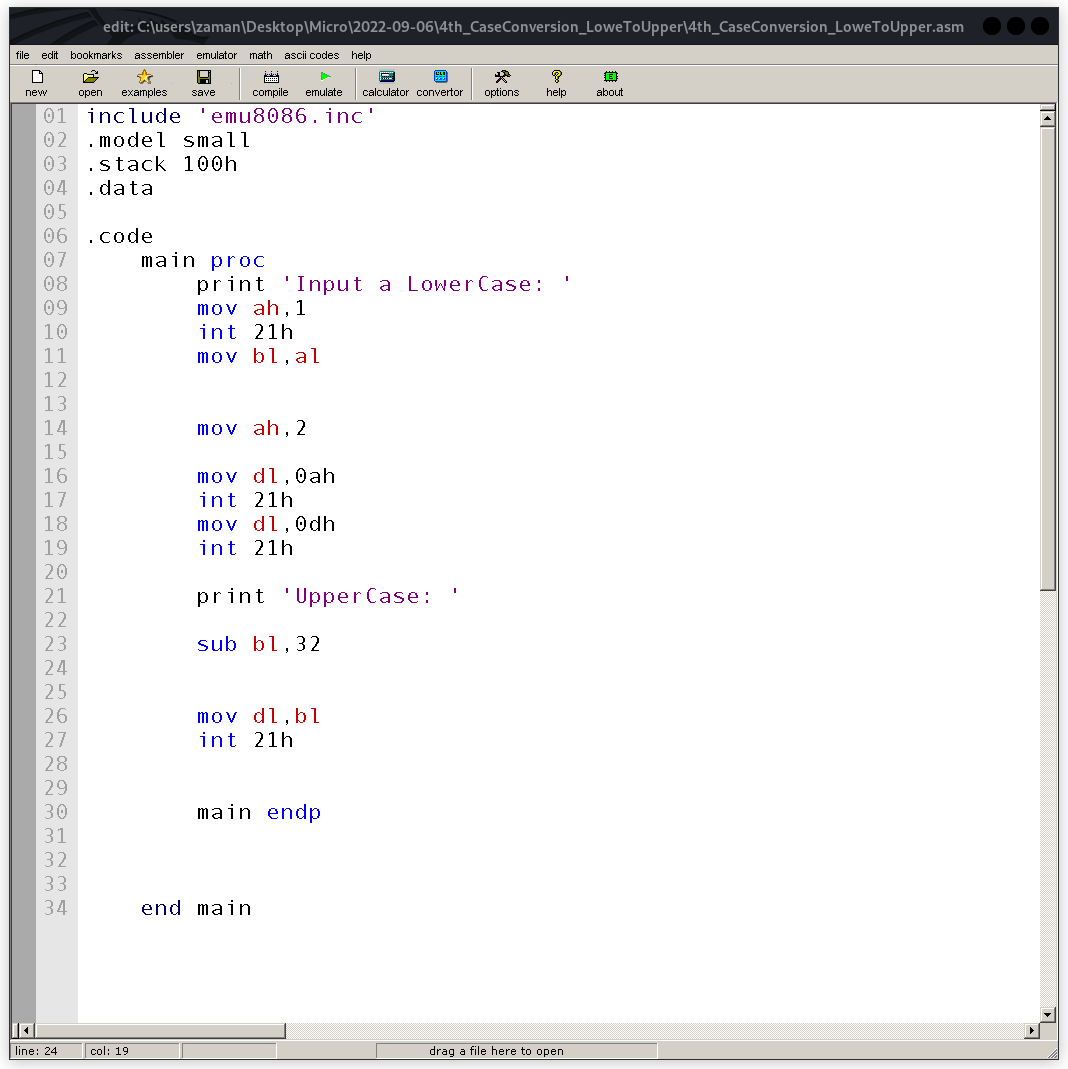 edit: C:\users\zaman\Desktop\Micro\2022-09-06\4th_CaseConversion_LoweToUpper\4th_CaseConversion_LoweToUpper.asm
file edit bookmarks assembler emulator math ascii codes help
new open examples save compile emulate calculator convertor options help about
01 include 'emu8086.inc'
02 .model small
03 .stack 100h
04 .data
05
06 .code
07 main proc
08 print 'Input a LowerCase: '
09 mov ah,1
10 int 21h
11 mov bl,al
12
13
14 mov ah,2
15
16 mov dl,0ah
17 int 21h
18 mov dl,0dh
19 int 21h
20
21 print 'UpperCase: '
22
23 sub bl,32
24
25
26 mov dl,bl
27 int 21h
28
29
30 main endp
31
32
33
34 end main
line: 24 col: 19 drag a file here to open